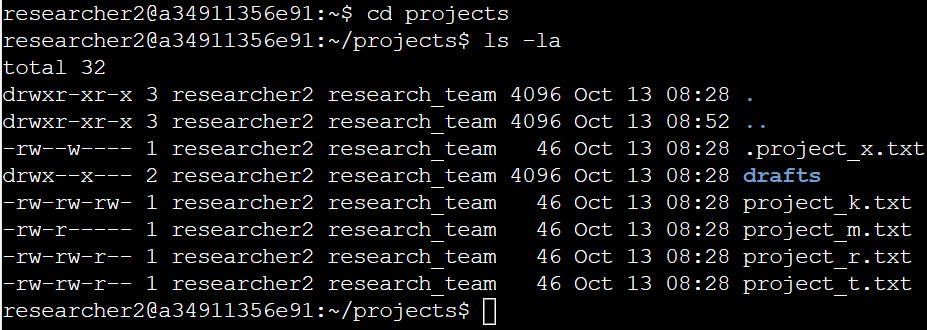 researcher2@a34911356e91:~$ cd projects
researcher2@a34911356e91:~/projects$ ls -la
total 32
drwxr-xr-x 3 researcher2 research_team 4096 Oct 13 08:28 .
drwxr-xr-x 3 researcher2 research_team 4096 Oct 13 08:52 ..
-rw--w---- 1 researcher2 research_team   46 Oct 13 08:28 .project_x.txt
drwx--x--- 2 researcher2 research_team 4096 Oct 13 08:28 drafts
-rw-rw-rw- 1 researcher2 research_team   46 Oct 13 08:28 project_k.txt
-rw-r----- 1 researcher2 research_team   46 Oct 13 08:28 project_m.txt
-rw-rw-r-- 1 researcher2 research_team   46 Oct 13 08:28 project_r.txt
-rw-rw-r-- 1 researcher2 research_team   46 Oct 13 08:28 project_t.txt
researcher2@a34911356e91:~/projects$